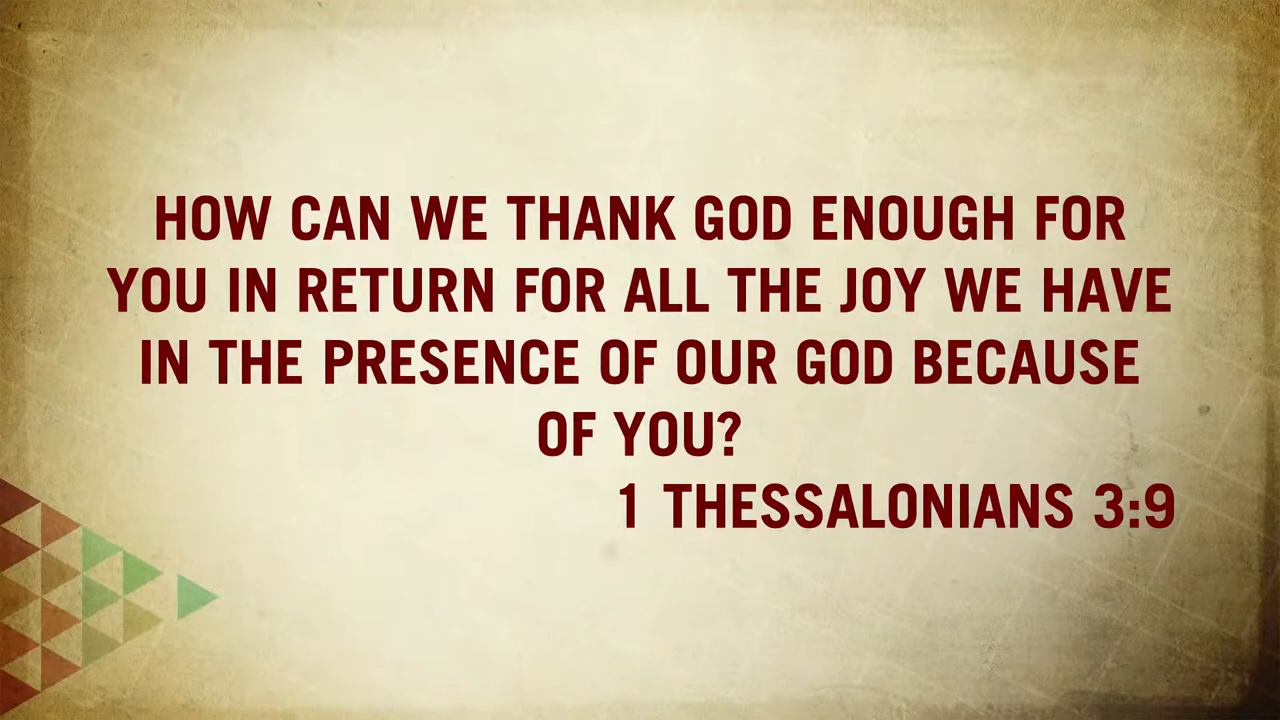 HOW CAN WE THANK GOD ENOUGH FOR
YOU IN RETURN FOR ALL THE JOY WE HAVE
IN THE PRESENCE OF OUR GOD BECAUSE
OF YOU?
1 THESSALONIANS 3:9